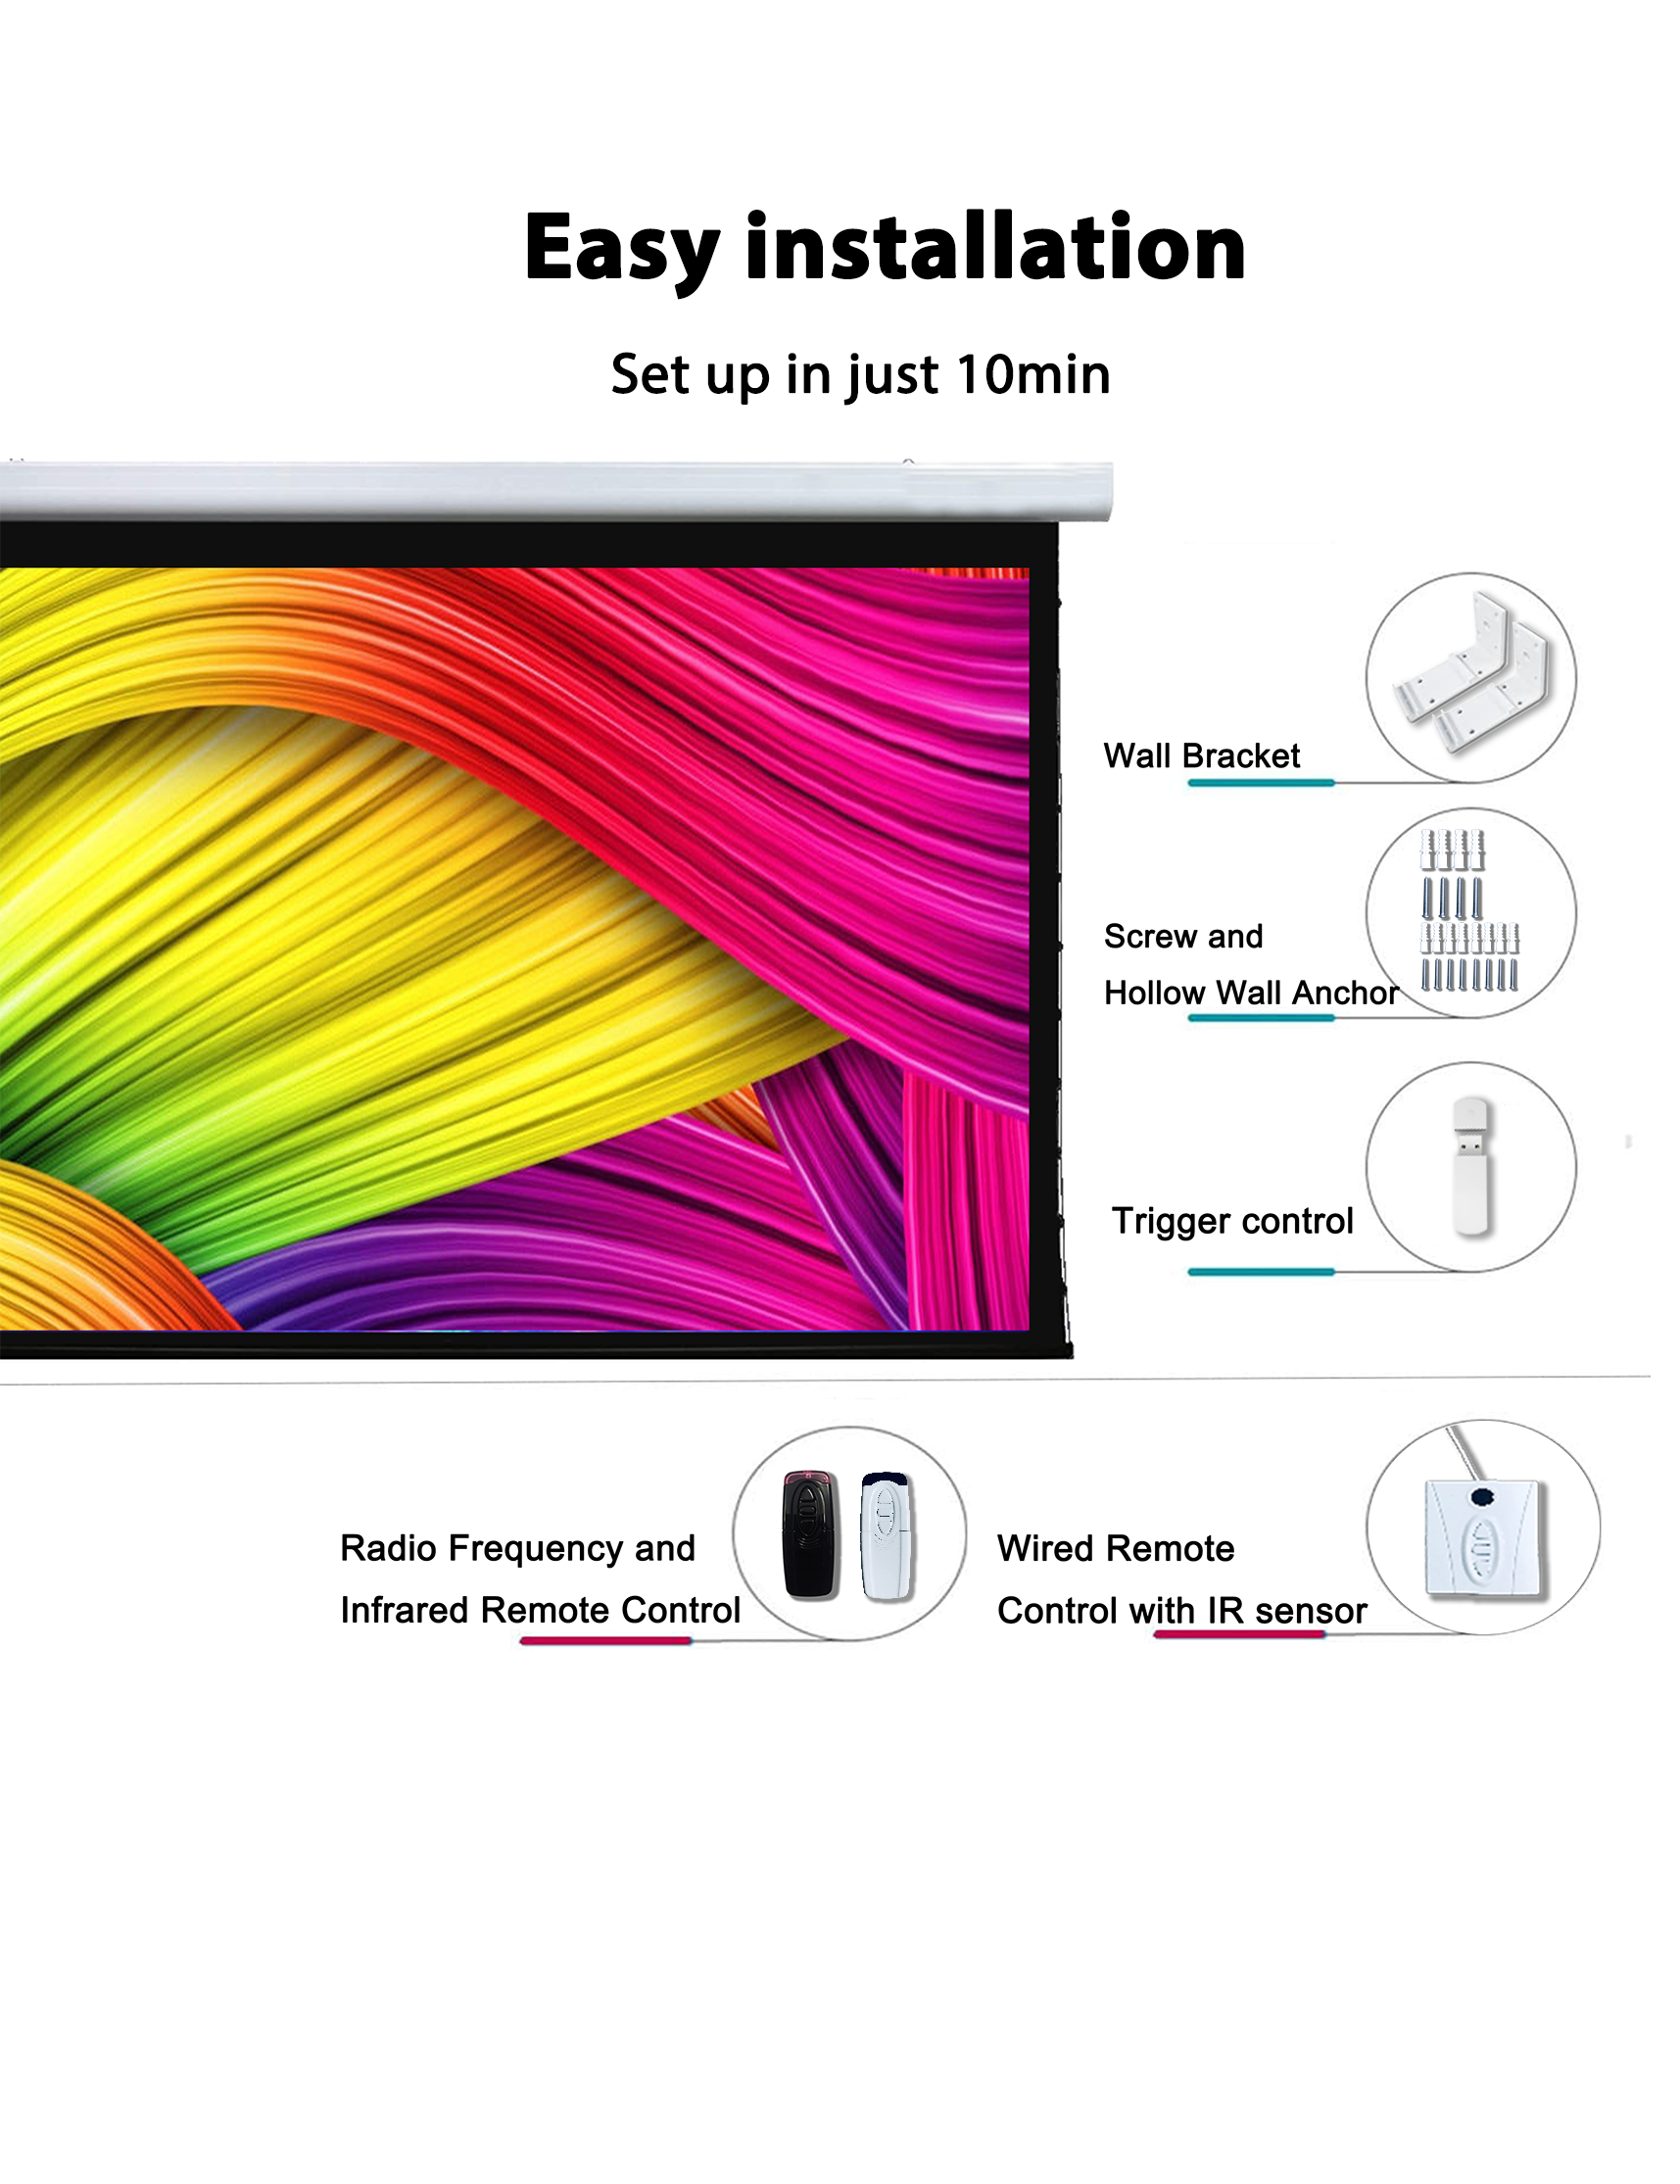 Easy installation
Set up in just 10min
Wall Bracket
Screw and
Hollow Wall Anchor
Trigger control
Radio Frequency and
Infrared Remote Control
Wired Remote
Control with IR sensor